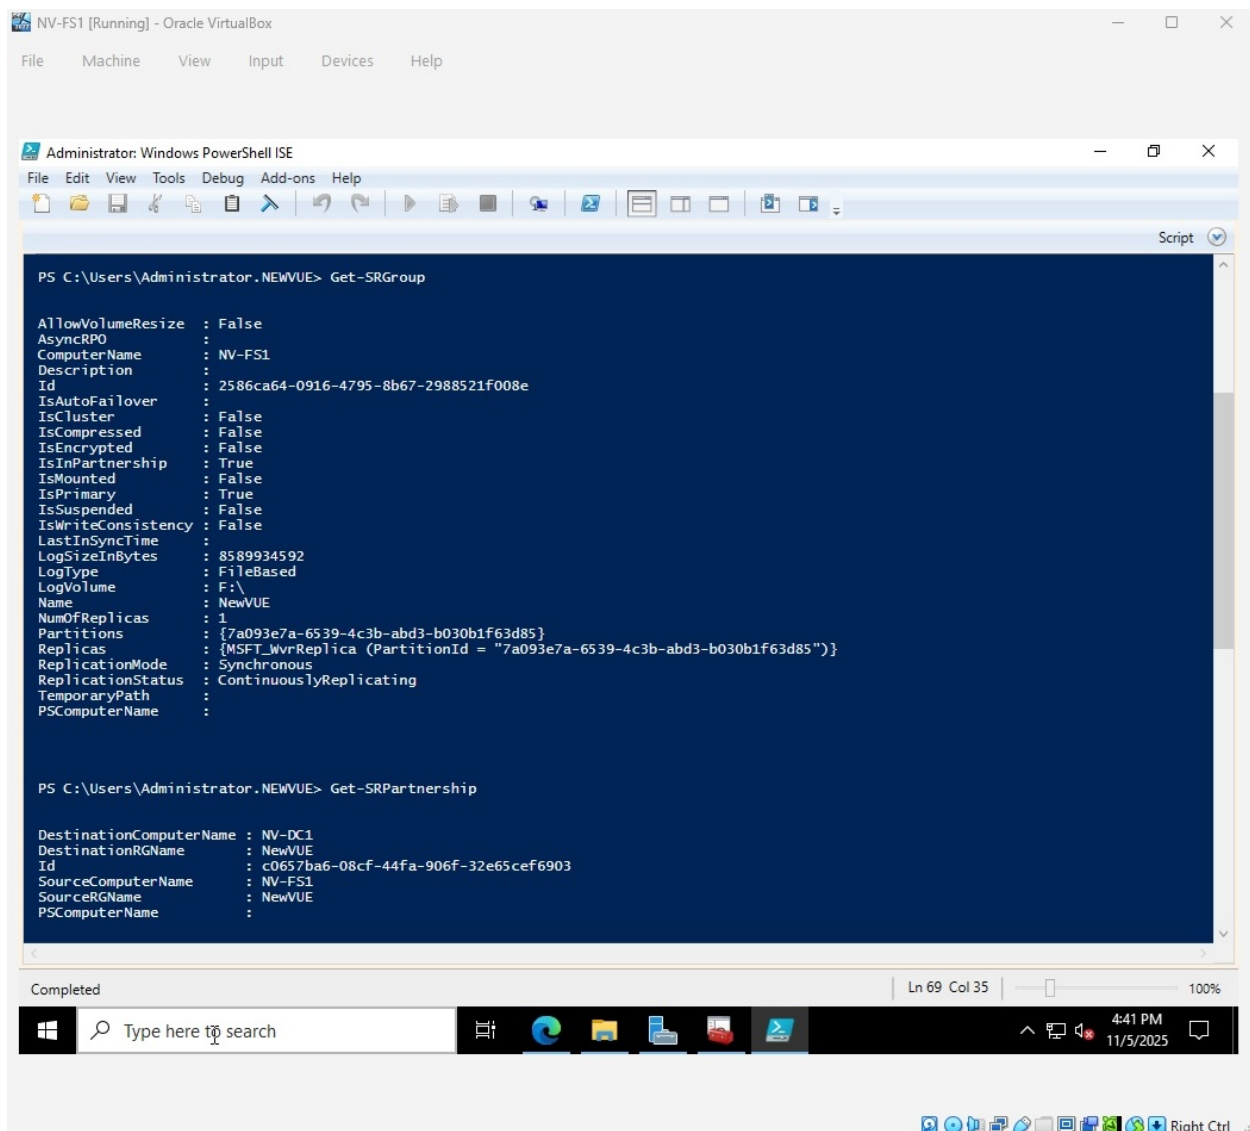 NV-FS1 [Running] - Oracle VirtualBox
File Machine View Input Devices Help
Administrator: Windows PowerShell ISE
File Edit View Tools Debug Add-ons Help
Script
PS C:\Users\Administrator.NEWVUE> Get-SRGroup
AllowVolumeResize : False
AsyncRPO :
ComputerName : NV-FS1
Description :
Id : 2586ca64-0916-4795-8b67-2988521f008e
IsAutoFailover :
IsCluster : False
IsCompressed : False
IsEncrypted : False
IsInPartnership : True
IsMounted : False
IsPrimary : True
IsSuspended : False
IsWriteConsistency : False
LastInSyncTime :
LogSizeInBytes : 8589934592
LogType : FileBased
LogVolume : F:\
Name : NewVUE
NumOfReplicas : 1
Partitions : {7a093e7a-6539-4c3b-abd3-b030b1f63d85}
Replicas : {MSFT_WvrReplica (PartitionId = "7a093e7a-6539-4c3b-abd3-b030b1f63d85")}
ReplicationMode : Synchronous
ReplicationStatus : ContinuouslyReplicating
TemporaryPath :
PSComputerName :
PS C:\Users\Administrator.NEWVUE> Get-SRPartnership
DestinationComputerName : NV-DC1
DestinationRGName : NewVUE
Id : c0657ba6-08cf-44fa-906f-32e65cef6903
SourceComputerName : NV-FS1
SourceRGName : NewVUE
PSComputerName :
Completed Ln 69 Col 35 100%
Type here to search
4:41 PM
11/5/2025
Right Ctrl